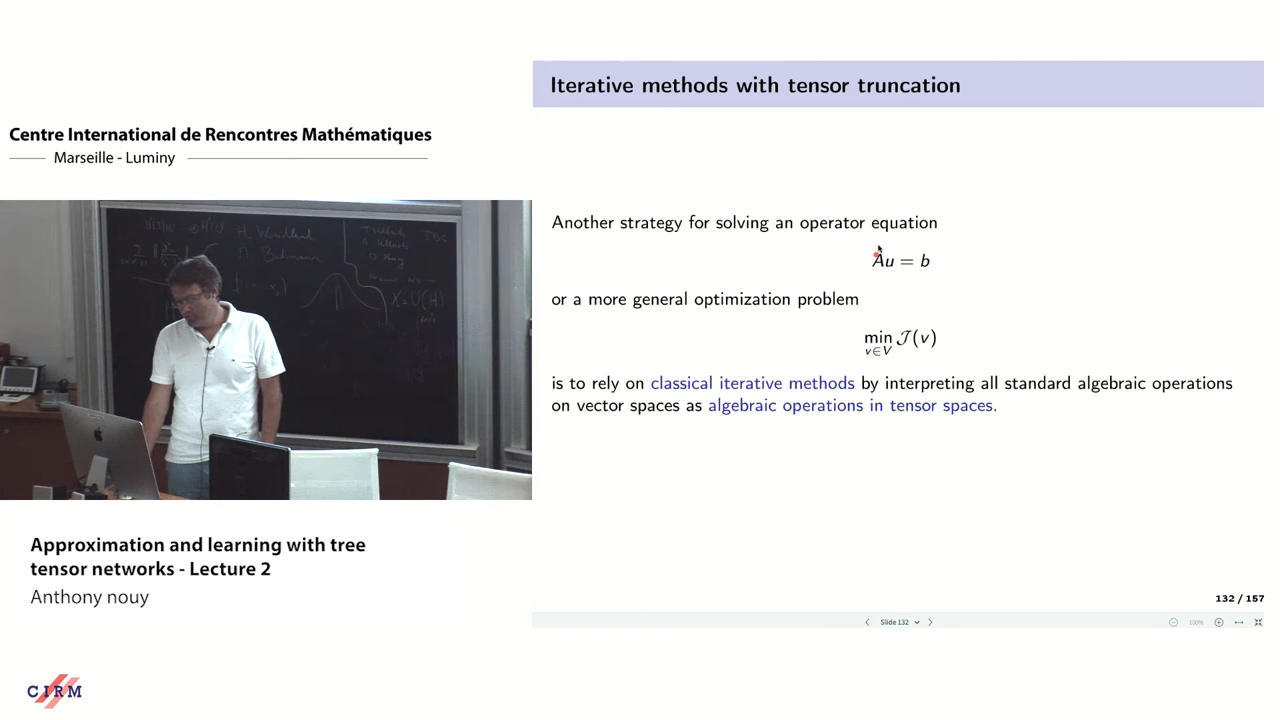 Centre International de Rencontres Mathématiques
Marseille - Luminy
Approximation and learning with tree
tensor networks - Lecture 2
Anthony nouy
CIRM
Iterative methods with tensor truncation
Another strategy for solving an operator equation
Au = b
or a more general optimization problem
min 𝒥(v)
v∈V
is to rely on classical iterative methods by interpreting all standard algebraic operations
on vector spaces as algebraic operations in tensor spaces.
132 / 157
Slide 132
100%